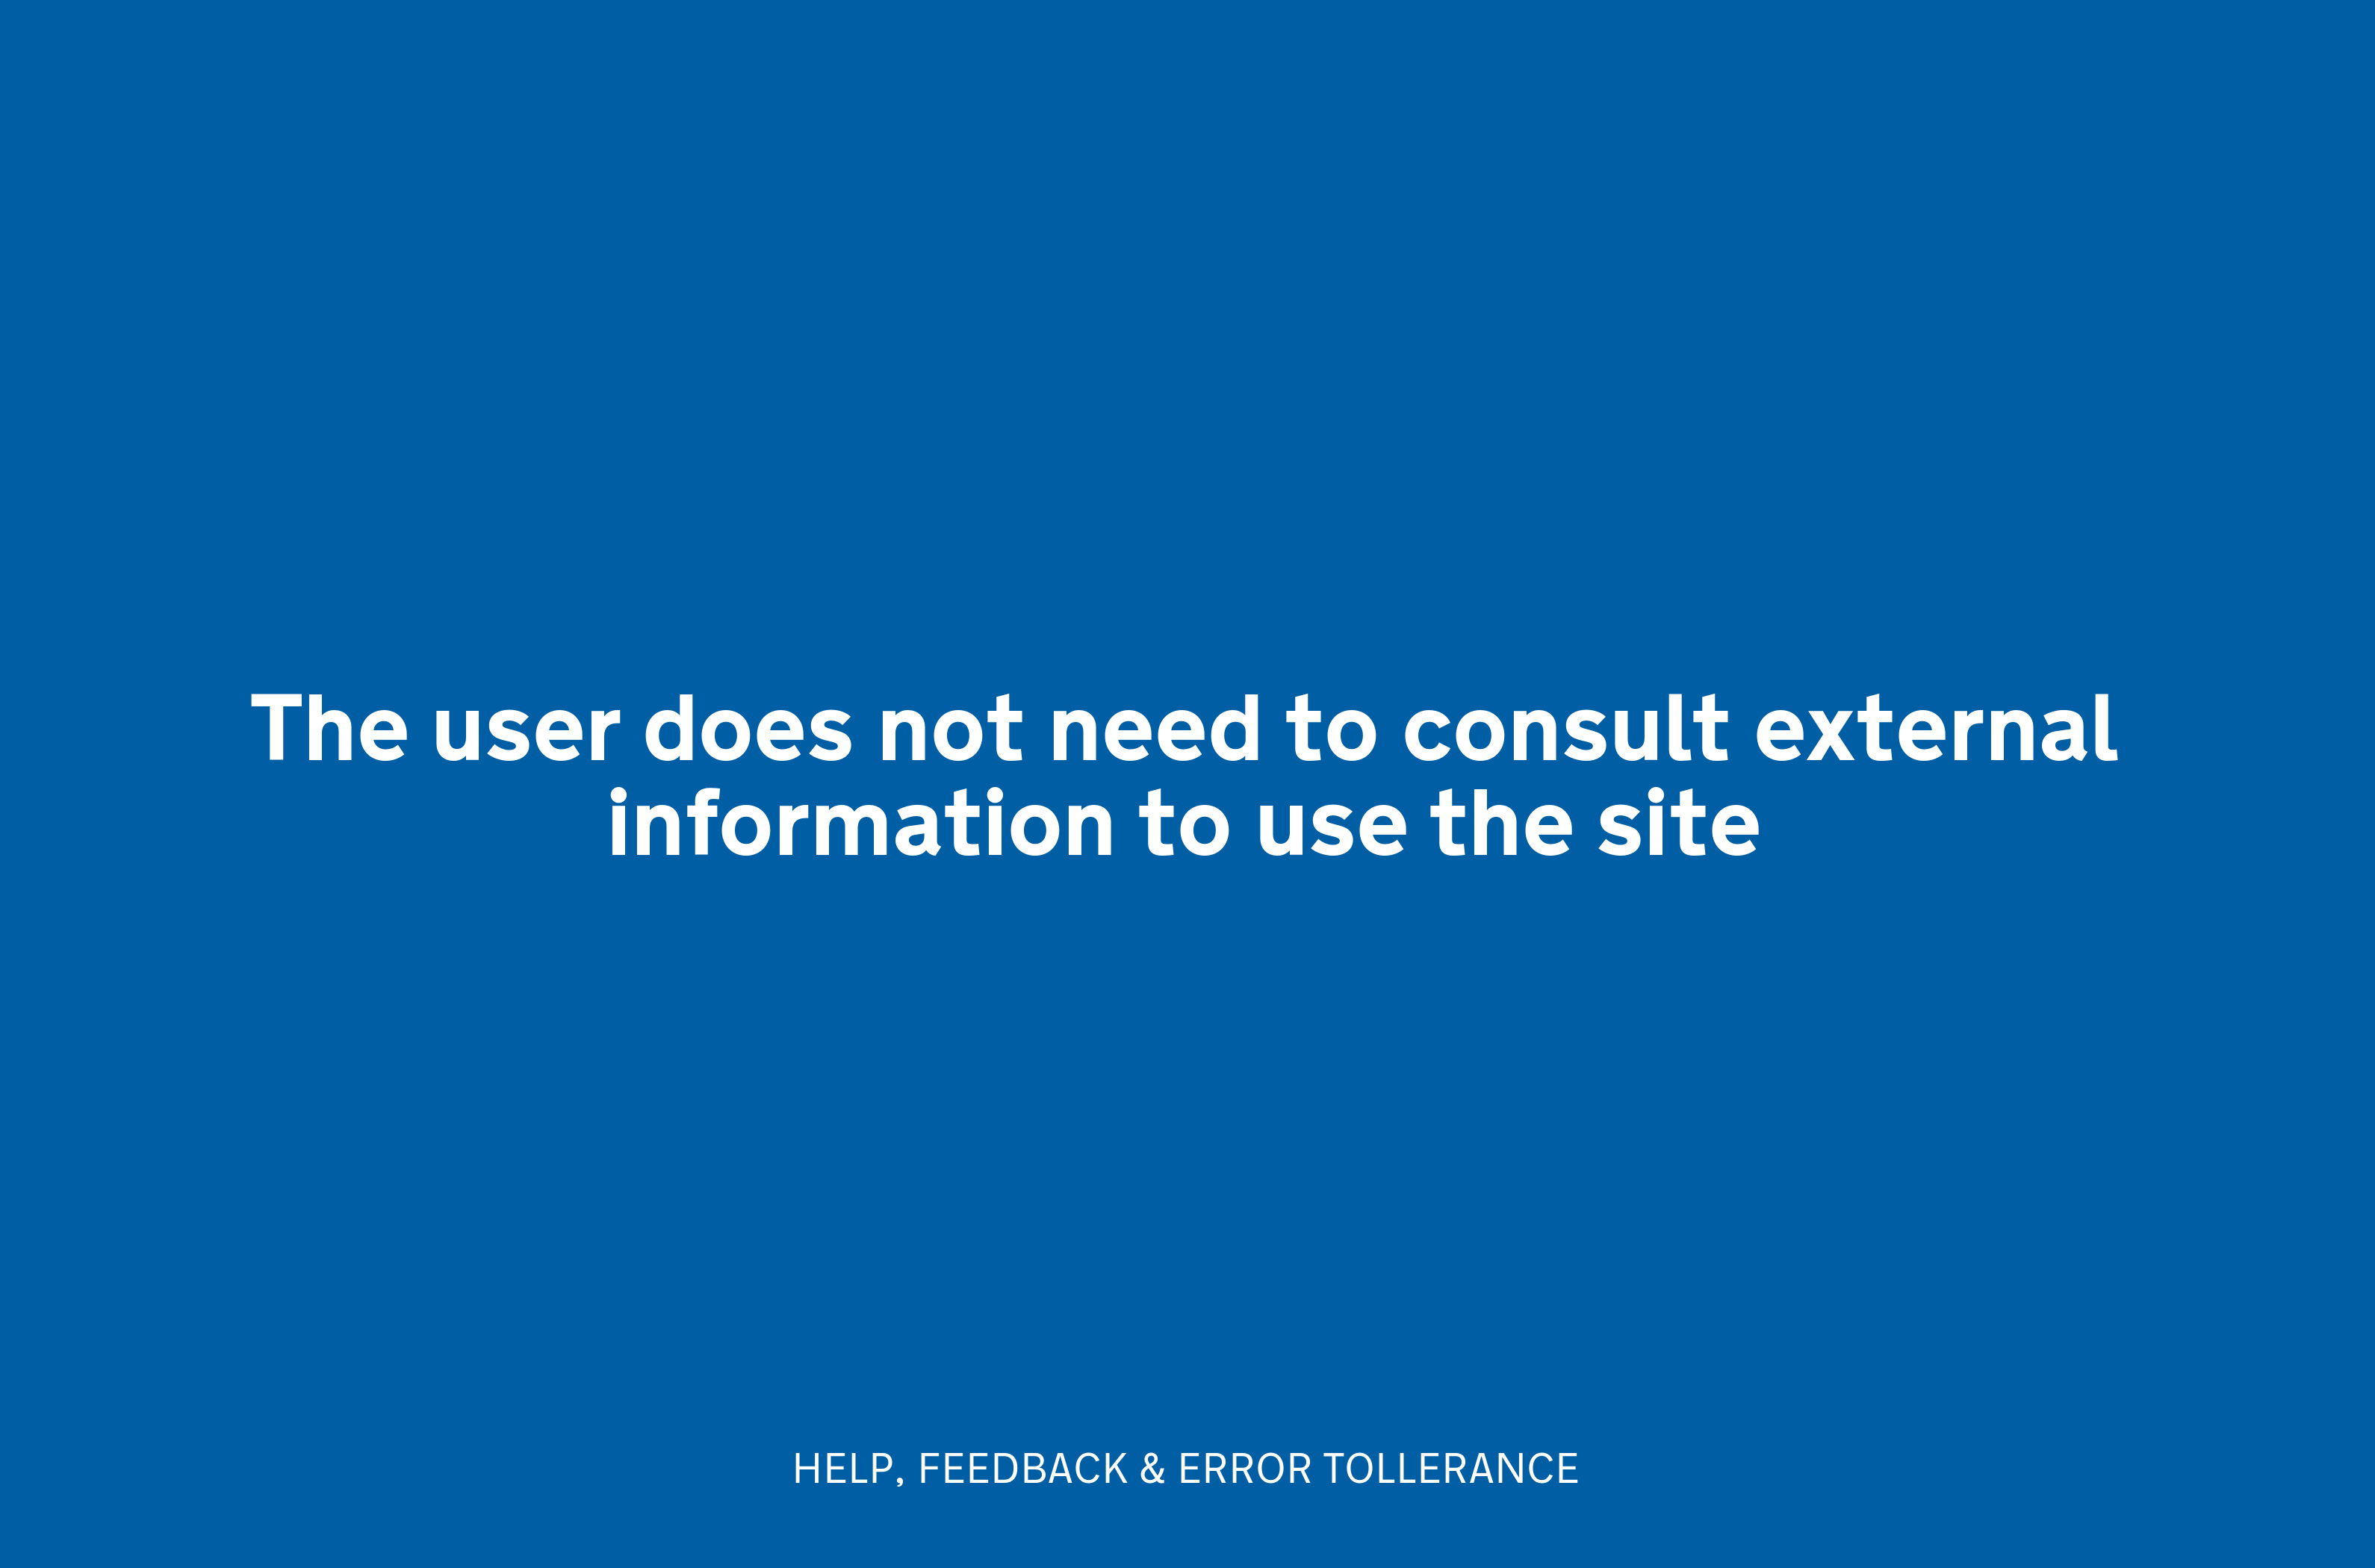 The user does not need to consult external
information to use the site
HELP, FEEDBACK & ERROR TOLLERANCE